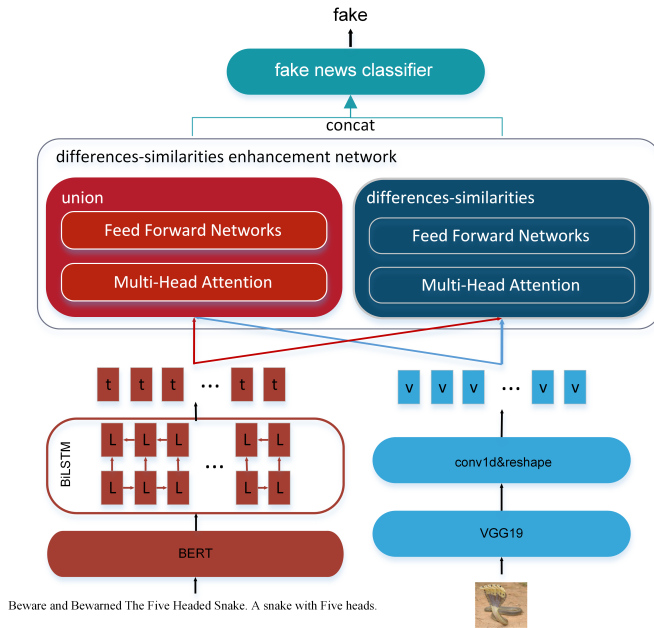 fake
fake news classifier
concat
differences-similarities enhancement network
union
Feed Forward Networks
Multi-Head Attention
differences-similarities
Feed Forward Networks
Multi-Head Attention
t t t ... t t
v v v ... v v
BiLSTM
L L L L L
...
L L L L L
conv1d&reshape
BERT
VGG19
Beware and Bewarned The Five Headed Snake. A snake with Five heads.